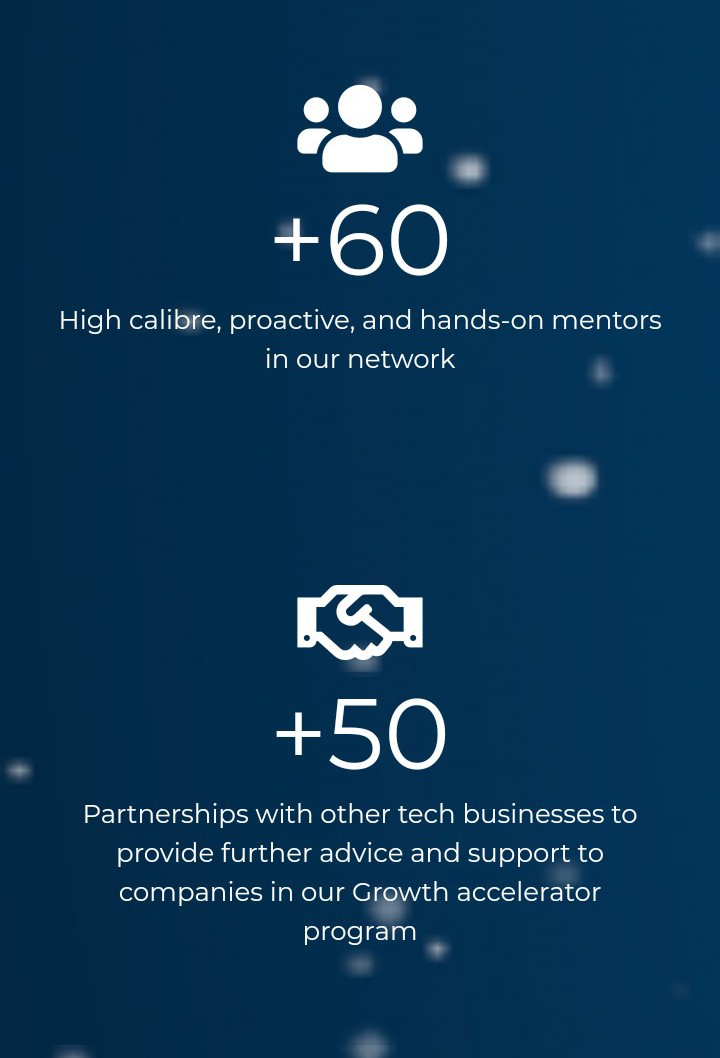 +60
High calibre, proactive, and hands-on mentors
in our network
+50
Partnerships with other tech businesses to
provide further advice and support to
companies in our Growth accelerator
program